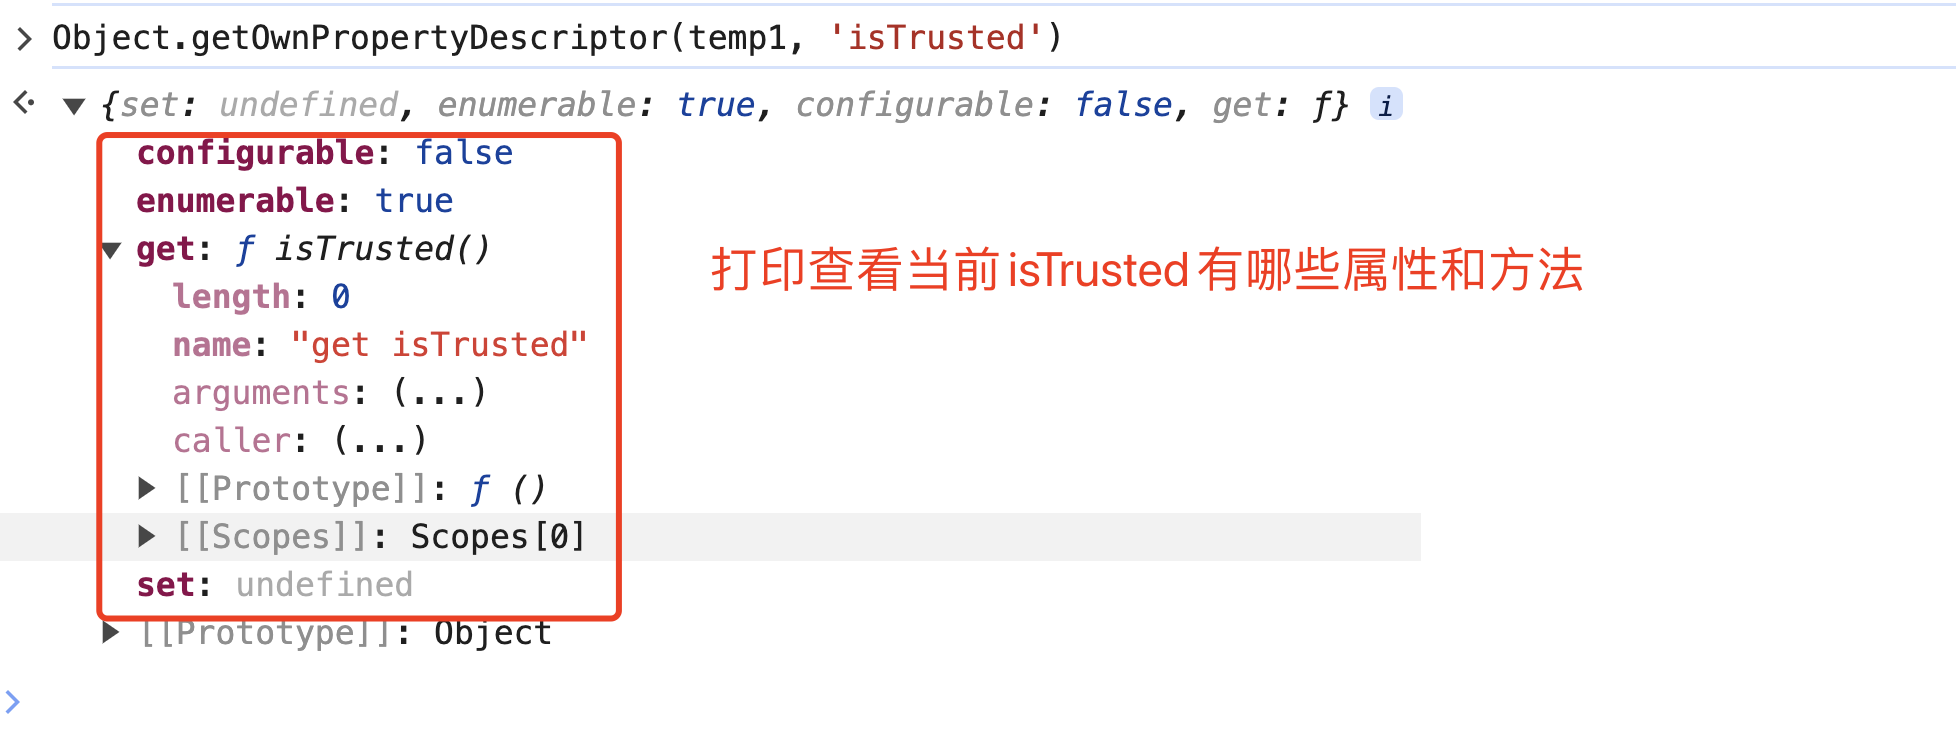 Object.getOwnPropertyDescriptor(temp1, 'isTrusted')
{set: undefined, enumerable: true, configurable: false, get: ƒ} i
configurable: false
enumerable: true
get: ƒ isTrusted()
打印查看当前isTrusted有哪些属性和方法
length: 0
name: "get isTrusted"
arguments: (...)
caller: (...)
[[Prototype]]: ƒ ()
[[Scopes]]: Scopes[0]
set: undefined
[[Prototype]]: Object